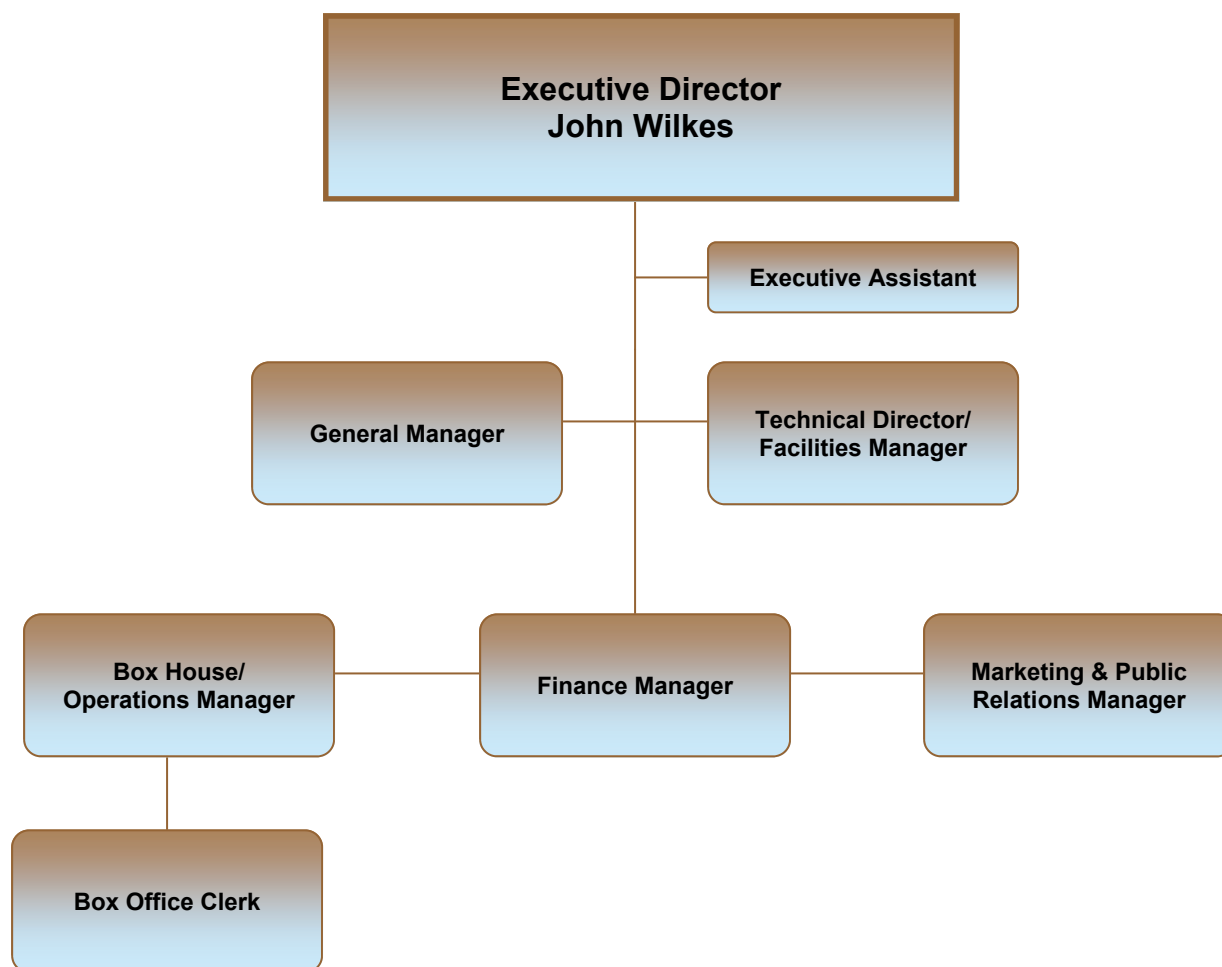 Executive Director
John Wilkes
Executive Assistant
General Manager
Technical Director/
Facilities Manager
Box House/
Operations Manager
Finance Manager
Marketing & Public
Relations Manager
Box Office Clerk